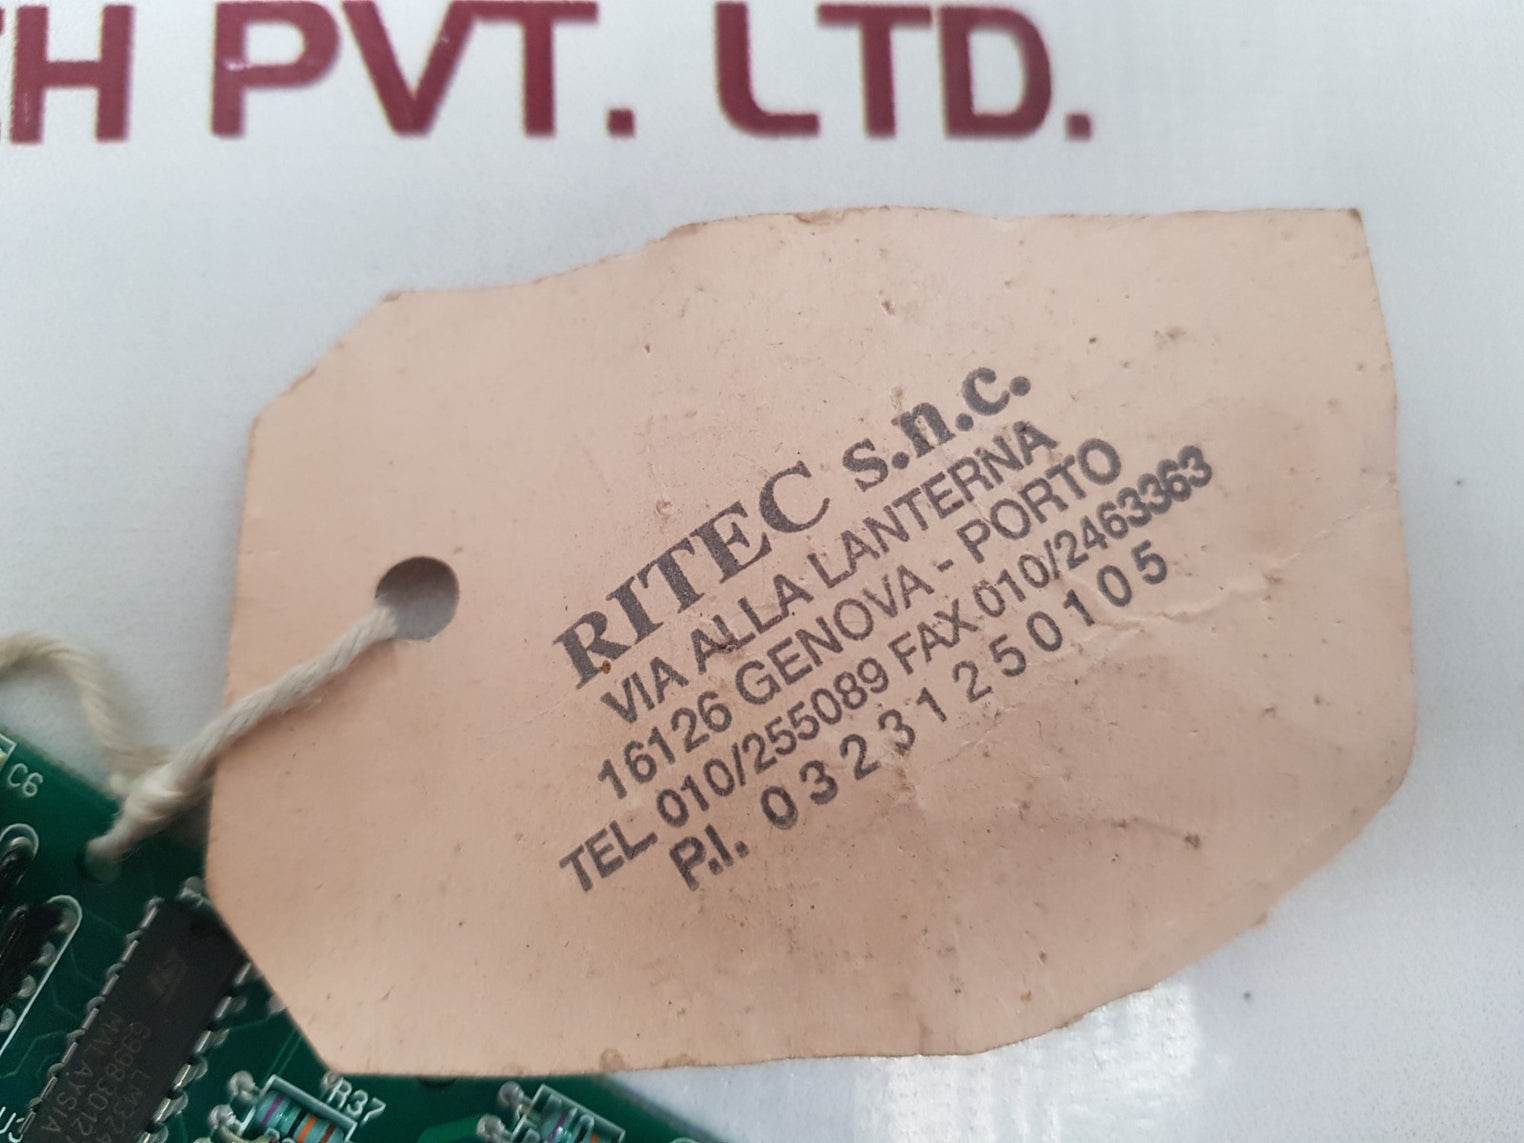 H PVT. LTD.
RITEC s.n.c.
VIA ALLA LANTERNA
16126 GENOVA - PORTO
TEL. 010/255089 FAX 010/2463363
P.I. 03231250105
C6
LM324
MALAYSIA
R37